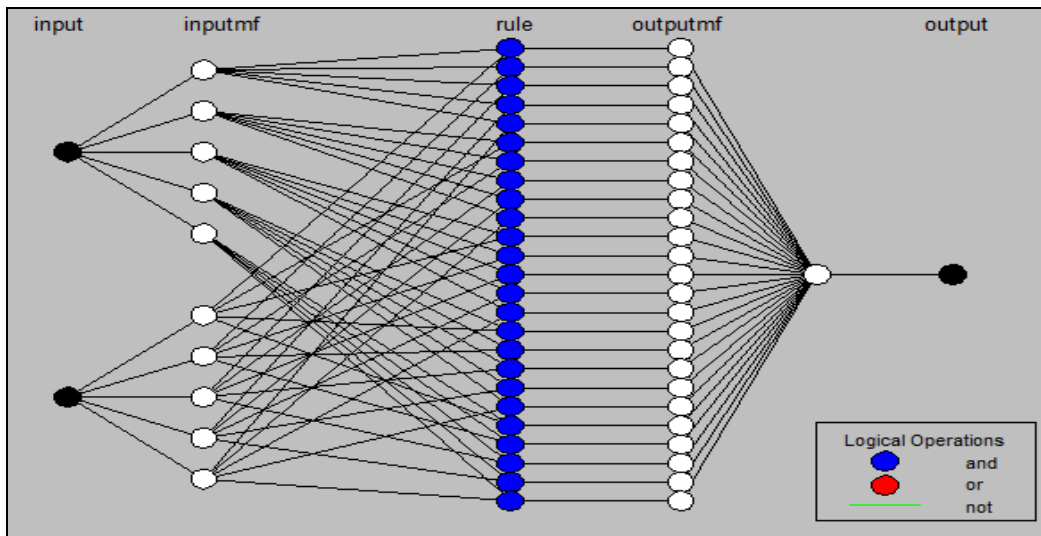 input inputmf rule outputmf output
Logical Operations
and
or
not